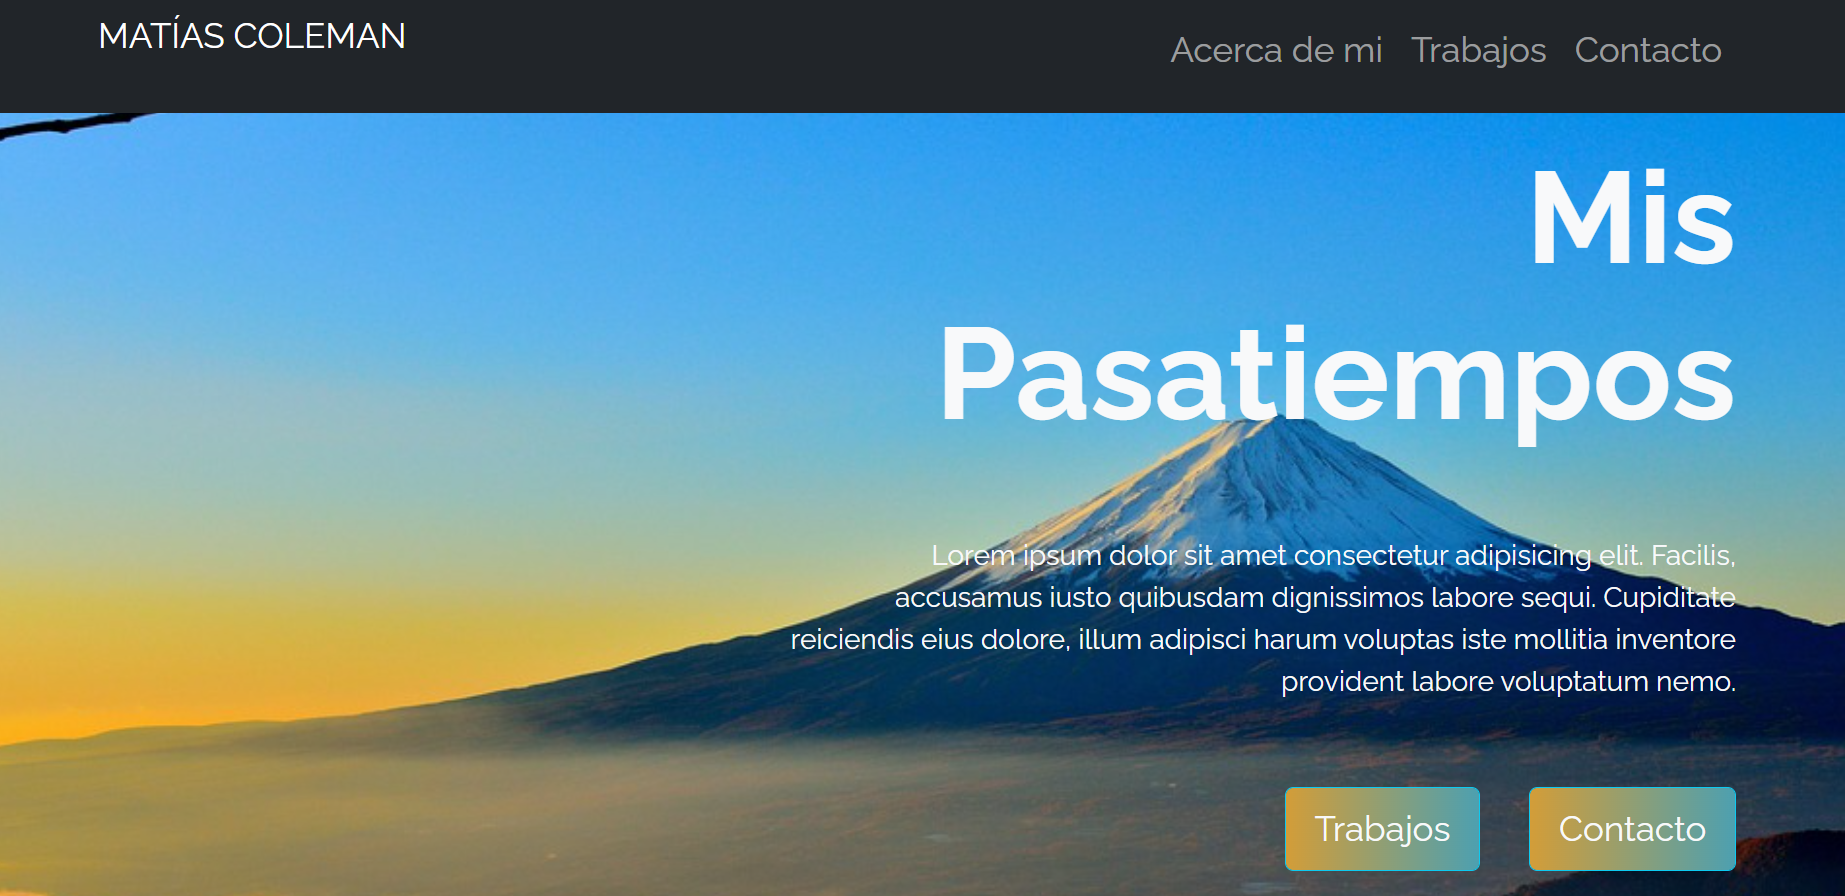 MATÍAS COLEMAN
Acerca de mi Trabajos Contacto
Mis
Pasatiempos
Lorem ipsum dolor sit amet consectetur adipisicing elit. Facilis,
accusamus iusto quibusdam dignissimos labore sequi. Cupiditate
reiciendis eius dolore, illum adipisci harum voluptas iste mollitia inventore
provident labore voluptatum nemo.
Trabajos Contacto